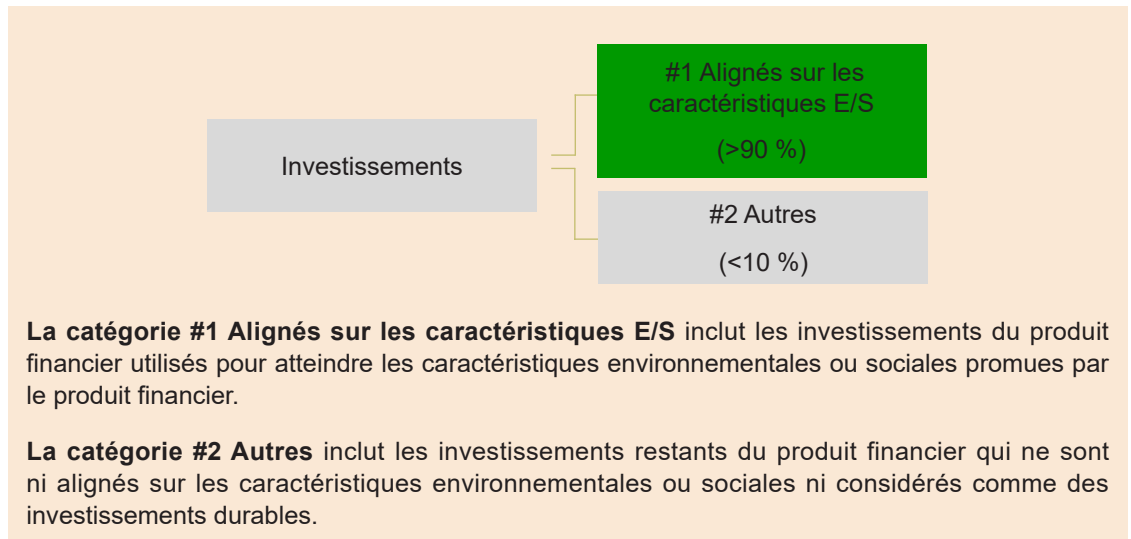 #1 Alignés sur les
caractéristiques E/S
(>90 %)
Investissements
#2 Autres
(<10 %)
La catégorie #1 Alignés sur les caractéristiques E/S inclut les investissements du produit
financier utilisés pour atteindre les caractéristiques environnementales ou sociales promues par
le produit financier.
La catégorie #2 Autres inclut les investissements restants du produit financier qui ne sont
ni alignés sur les caractéristiques environnementales ou sociales ni considérés comme des
investissements durables.